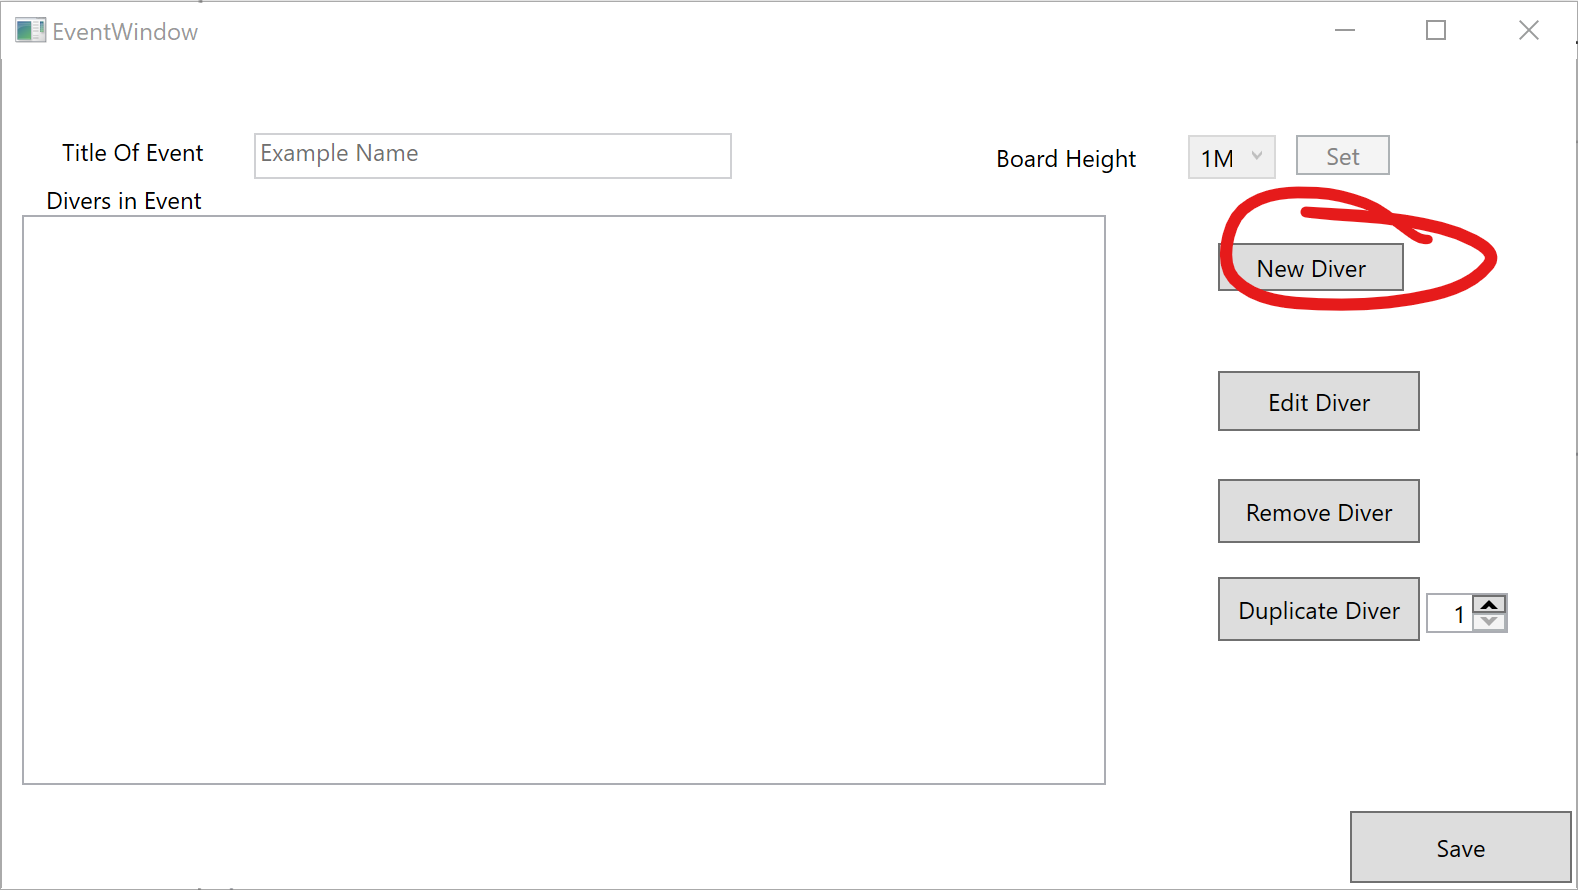 EventWindow
Title Of Event
Example Name
Board Height
1M
Set
Divers in Event
New Diver
Edit Diver
Remove Diver
Duplicate Diver
1
Save